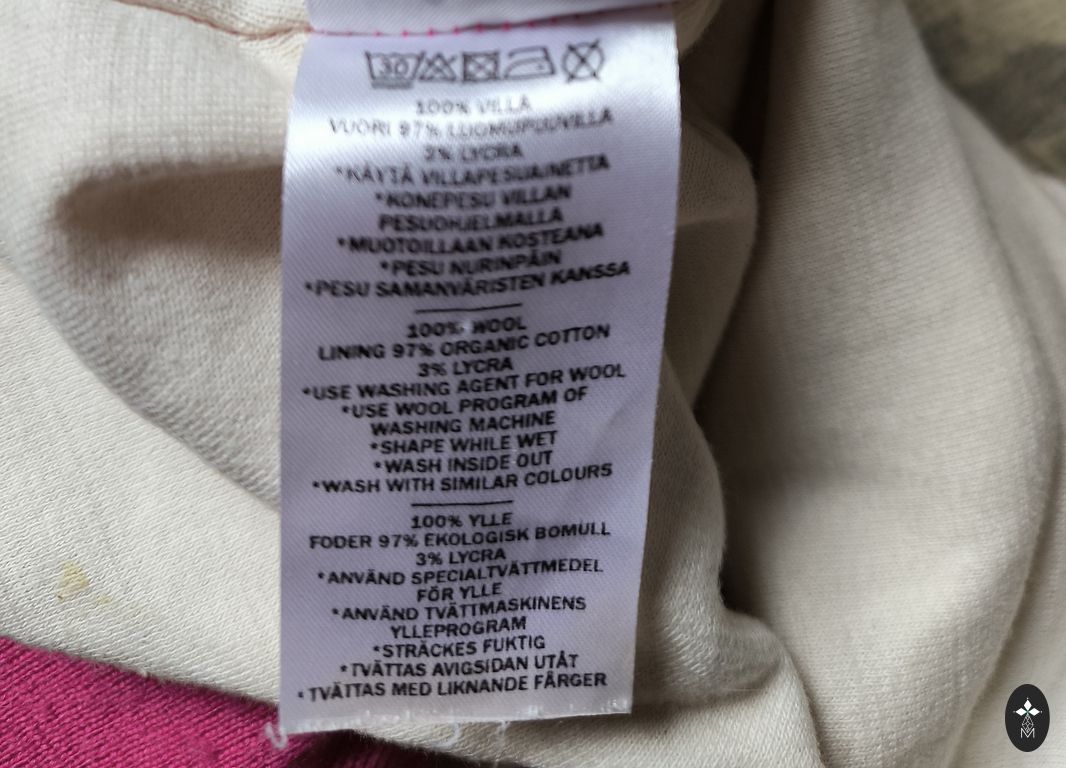 30
100% VILLA
VUORI 97% LUOMUPUUVILLA
3% LYCRA
*KÄYTÄ VILLAPESUAINETTA
*KONEPESU VILLAN
PESUOHJELMALLA
*MUOTOILLAAN KOSTEANA
*PESU NURINPÄIN
*PESU SAMANVÄRISTEN KANSSA
100% WOOL
LINING 97% ORGANIC COTTON
3% LYCRA
*USE WASHING AGENT FOR WOOL
*USE WOOL PROGRAM OF
WASHING MACHINE
*SHAPE WHILE WET
*WASH INSIDE OUT
*WASH WITH SIMILAR COLOURS
100% YLLE
FODER 97% EKOLOGISK BOMULL
3% LYCRA
*ANVÄND SPECIALTVÄTTMEDEL
FÖR YLLE
*ANVÄND TVÄTTMASKINENS
YLLEPROGRAM
*STRÄCKES FUKTIG
*TVÄTTAS AVIGSIDAN UTÅT
*TVÄTTAS MED LIKNANDE FÄRGER
M